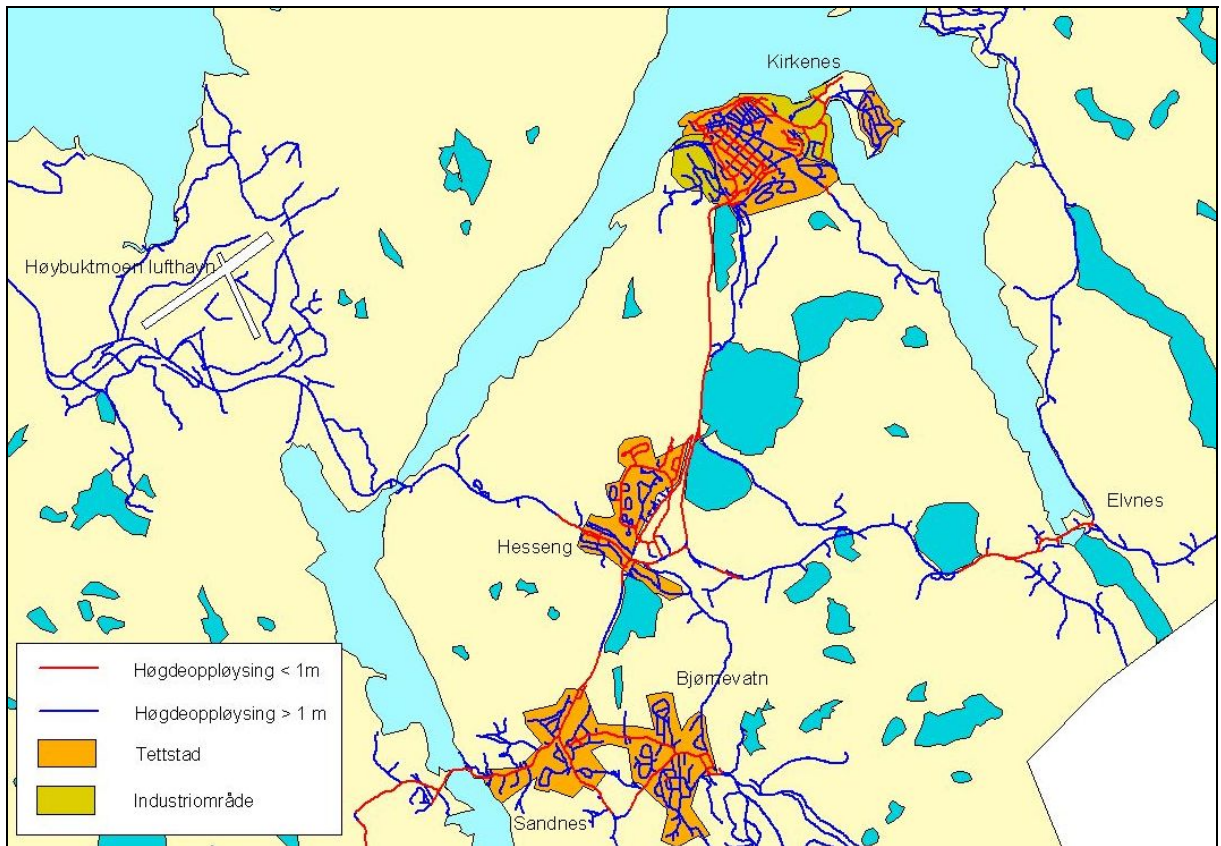 Kirkenes
Høybuktmoen lufthavn
Elvnes
Hesseng
Bjørnevatn
Sandnes
Høgdeoppløysing < 1m
Høgdeoppløysing > 1 m
Tettstad
Industriområde